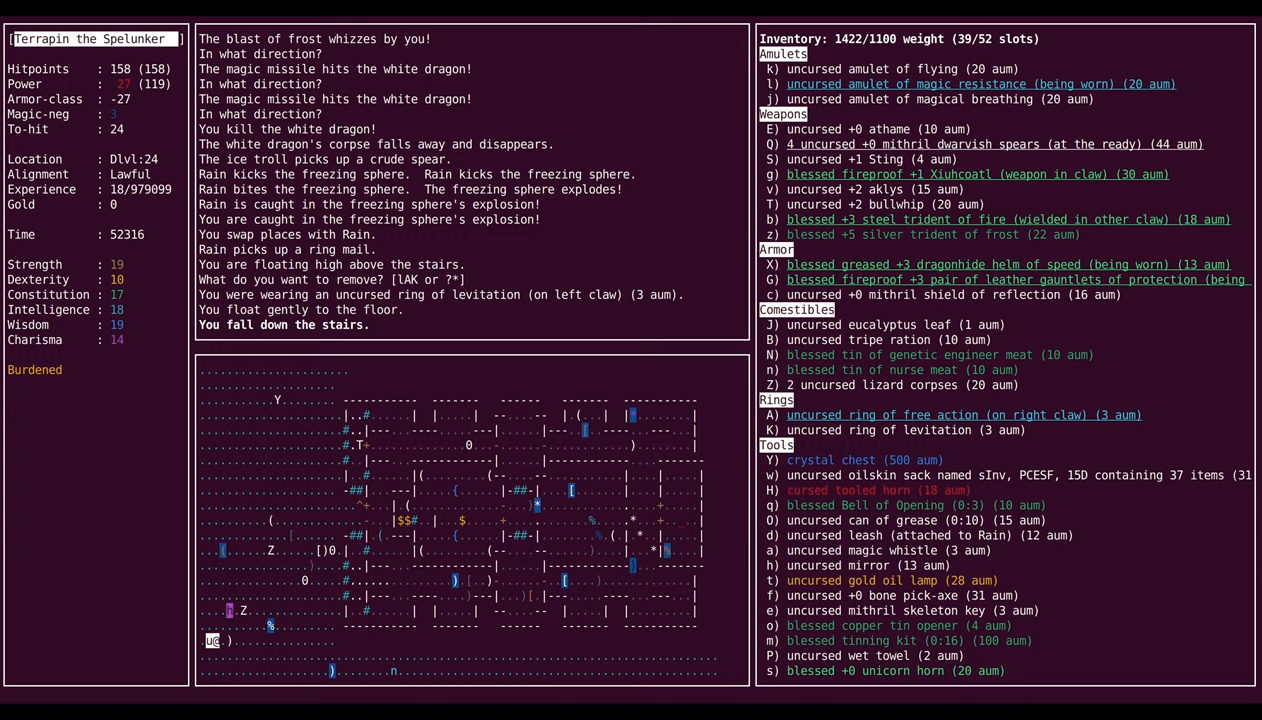 [Terrapin the Spelunker ]
Hitpoints : 158 (158)
Power : 27 (119)
Armor-class : -27
Magic-neg : 3
To-hit : 24
Location : Dlvl:24
Alignment : Lawful
Experience : 18/979099
Gold : 0
Time : 52316
Strength : 19
Dexterity : 10
Constitution : 17
Intelligence : 18
Wisdom : 19
Charisma : 14
Burdened
The blast of frost whizzes by you!
In what direction?
The magic missile hits the white dragon!
In what direction?
The magic missile hits the white dragon!
In what direction?
You kill the white dragon!
The white dragon's corpse falls away and disappears.
The ice troll picks up a crude spear.
Rain kicks the freezing sphere. Rain kicks the freezing sphere.
Rain bites the freezing sphere. The freezing sphere explodes!
Rain is caught in the freezing sphere's explosion!
You are caught in the freezing sphere's explosion!
You swap places with Rain.
Rain picks up a ring mail.
You are floating high above the stairs.
What do you want to remove? [lAK or ?*]
You were wearing an uncursed ring of levitation (on left claw) (3 aum).
You float gently to the floor.
You fall down the stairs.
Inventory: 1422/1100 weight (39/52 slots)
Amulets
k) uncursed amulet of flying (20 aum)
l) uncursed amulet of magic resistance (being worn) (20 aum)
j) uncursed amulet of magical breathing (20 aum)
Weapons
E) uncursed +0 athame (10 aum)
Q) 4 uncursed +0 mithril dwarvish spears (at the ready) (44 aum)
S) uncursed +1 Sting (4 aum)
g) blessed fireproof +1 Xiuhcoatl (weapon in claw) (30 aum)
v) uncursed +2 aklys (15 aum)
T) uncursed +2 bullwhip (20 aum)
b) blessed +3 steel trident of fire (wielded in other claw) (18 aum)
z) blessed +5 silver trident of frost (22 aum)
Armor
X) blessed greased +3 dragonhide helm of speed (being worn) (13 aum)
G) blessed fireproof +3 pair of leather gauntlets of protection (being
c) uncursed +0 mithril shield of reflection (16 aum)
Comestibles
J) uncursed eucalyptus leaf (1 aum)
B) uncursed tripe ration (10 aum)
N) blessed tin of genetic engineer meat (10 aum)
n) blessed tin of nurse meat (10 aum)
Z) 2 uncursed lizard corpses (20 aum)
Rings
A) uncursed ring of free action (on right claw) (3 aum)
K) uncursed ring of levitation (3 aum)
Tools
Y) crystal chest (500 aum)
w) uncursed oilskin sack named sInv, PCESF, 15D containing 37 items (31
H) cursed tooled horn (18 aum)
q) blessed Bell of Opening (0:3) (10 aum)
O) uncursed can of grease (0:10) (15 aum)
d) uncursed leash (attached to Rain) (12 aum)
a) uncursed magic whistle (3 aum)
h) uncursed mirror (13 aum)
t) uncursed gold oil lamp (28 aum)
f) uncursed +0 bone pick-axe (31 aum)
e) uncursed mithril skeleton key (3 aum)
o) blessed copper tin opener (4 aum)
m) blessed tinning kit (0:16) (100 aum)
P) uncursed wet towel (2 aum)
s) blessed +0 unicorn horn (20 aum)